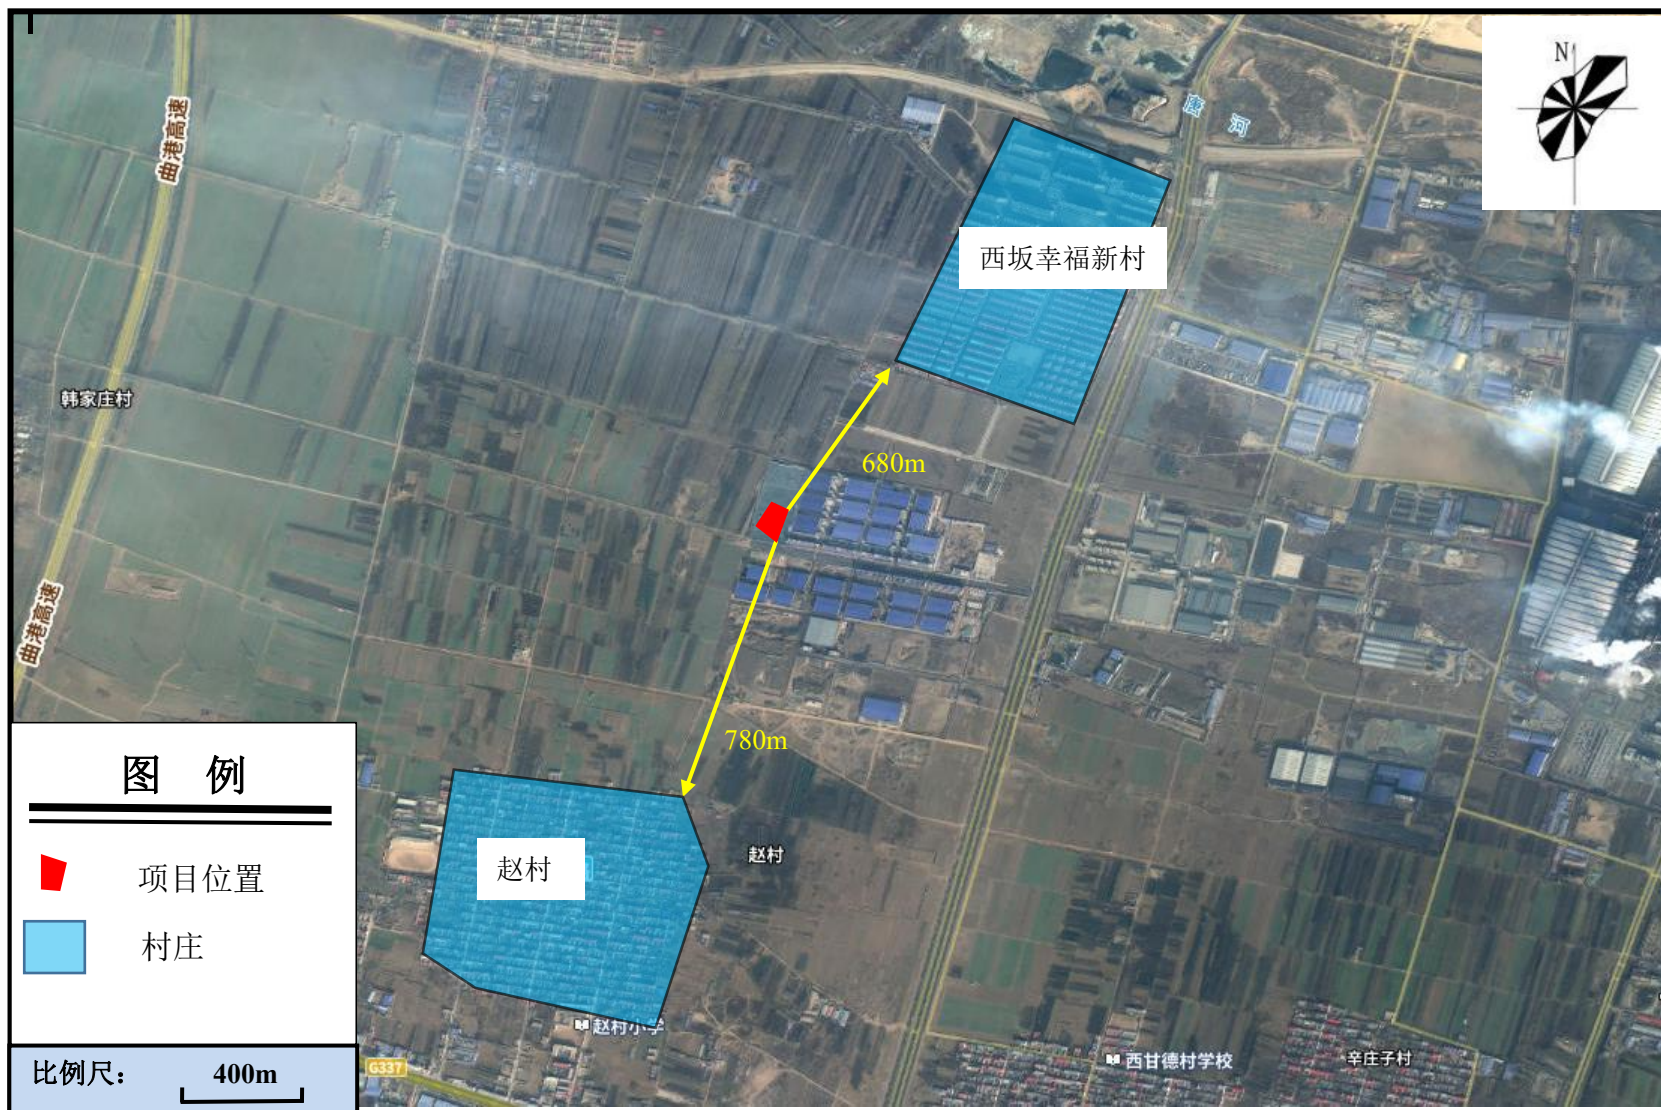 N
曲港高速
唐河
西坂幸福新村
韩家庄村
680m
曲港高速
780m
图 例
项目位置
村庄
赵村
赵村
赵村小学
西甘德村学校
辛庄子村
G337
比例尺：
400m